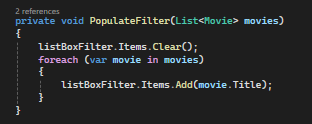 2 references
private void PopulateFilter(List<Movie> movies)
{
    listBoxFilter.Items.Clear();
    foreach (var movie in movies)
    {
        listBoxFilter.Items.Add(movie.Title);
    }
}